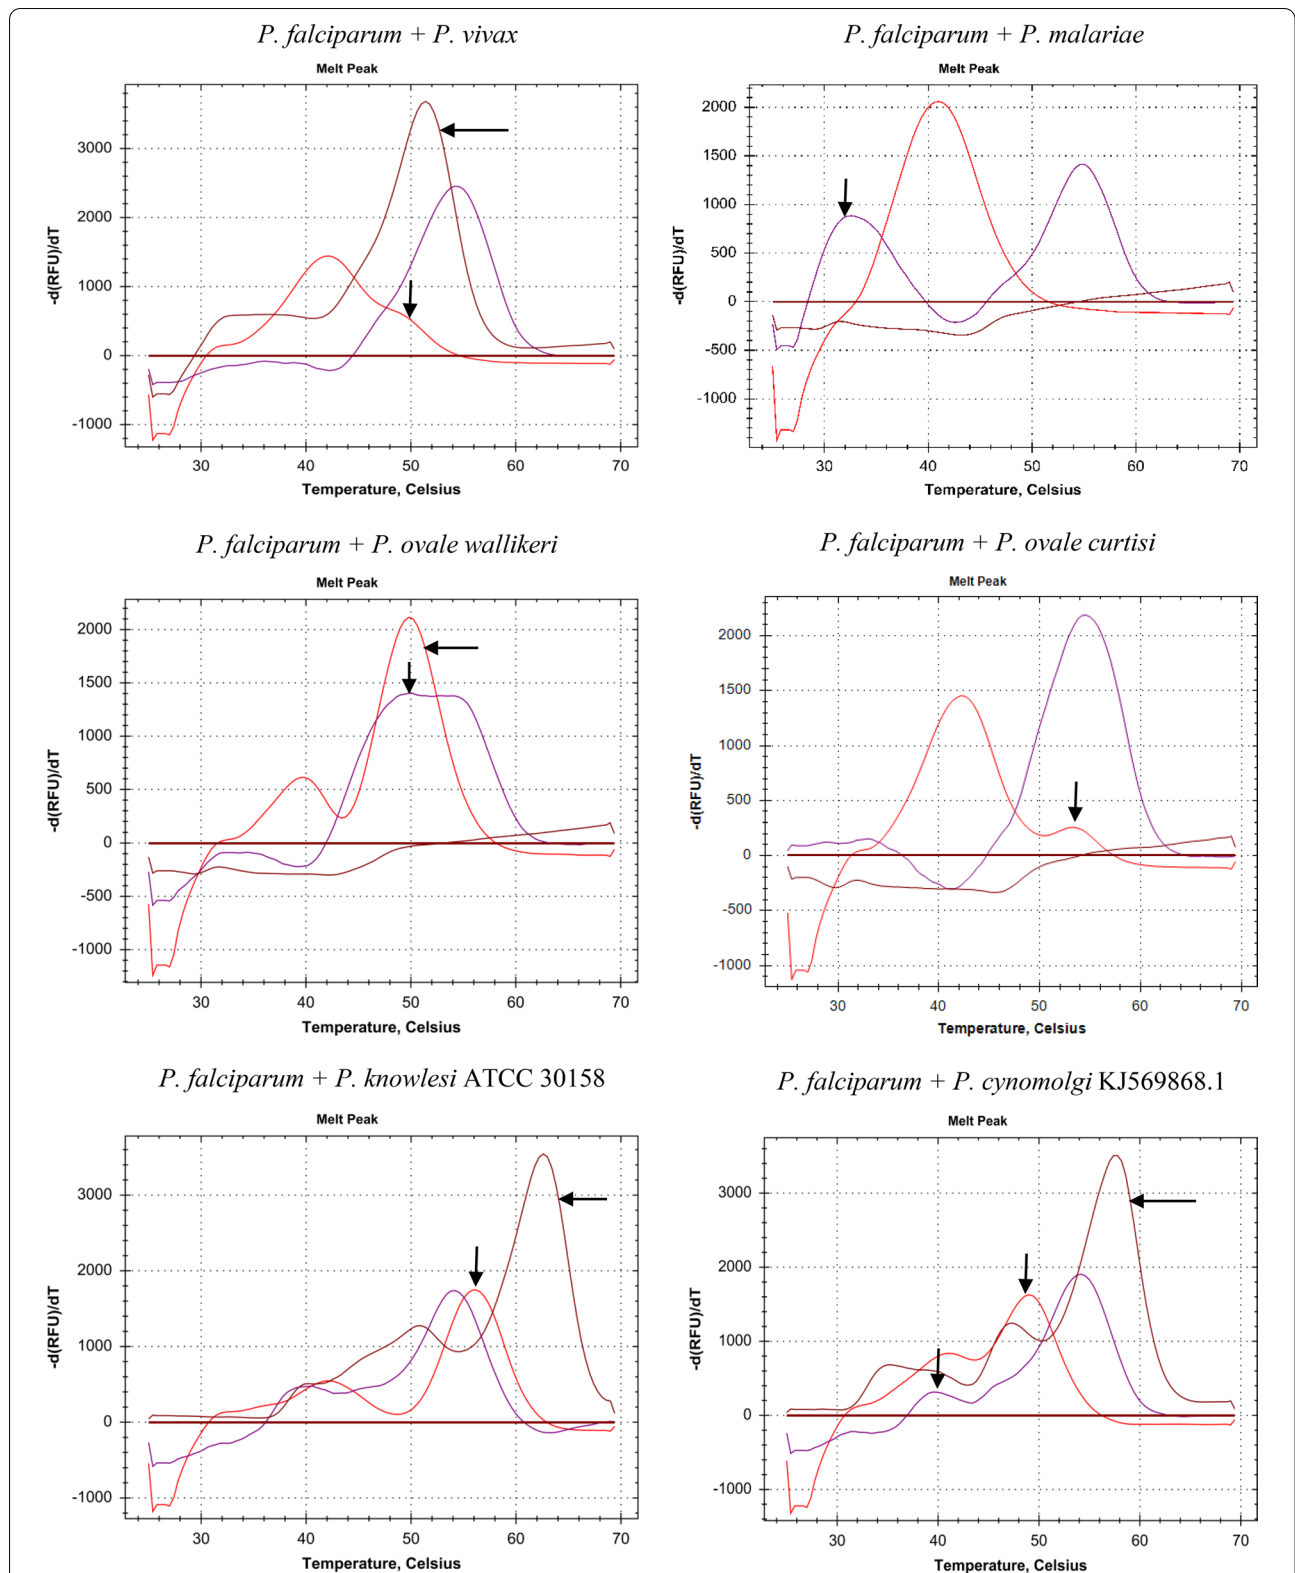 P. falciparum + P. vivax
Melt Peak
-d(RFU)/dT
3000
2000
1000
0
-1000
30 40 50 60 70
Temperature, Celsius
P. falciparum + P. malariae
Melt Peak
-d(RFU)/dT
2000
1500
1000
500
0
-500
-1000
30 40 50 60 70
Temperature, Celsius
P. falciparum + P. ovale wallikeri
Melt Peak
-d(RFU)/dT
2000
1500
1000
500
0
-500
-1000
30 40 50 60 70
Temperature, Celsius
P. falciparum + P. ovale curtisi
Melt Peak
-d(RFU)/dT
2000
1500
1000
500
0
-500
-1000
30 40 50 60 70
Temperature, Celsius
P. falciparum + P. knowlesi ATCC 30158
Melt Peak
-d(RFU)/dT
3000
2000
1000
0
-1000
30 40 50 60 70
Temperature, Celsius
P. falciparum + P. cynomolgi KJ569868.1
Melt Peak
-d(RFU)/dT
3000
2000
1000
0
-1000
30 40 50 60 70
Temperature, Celsius